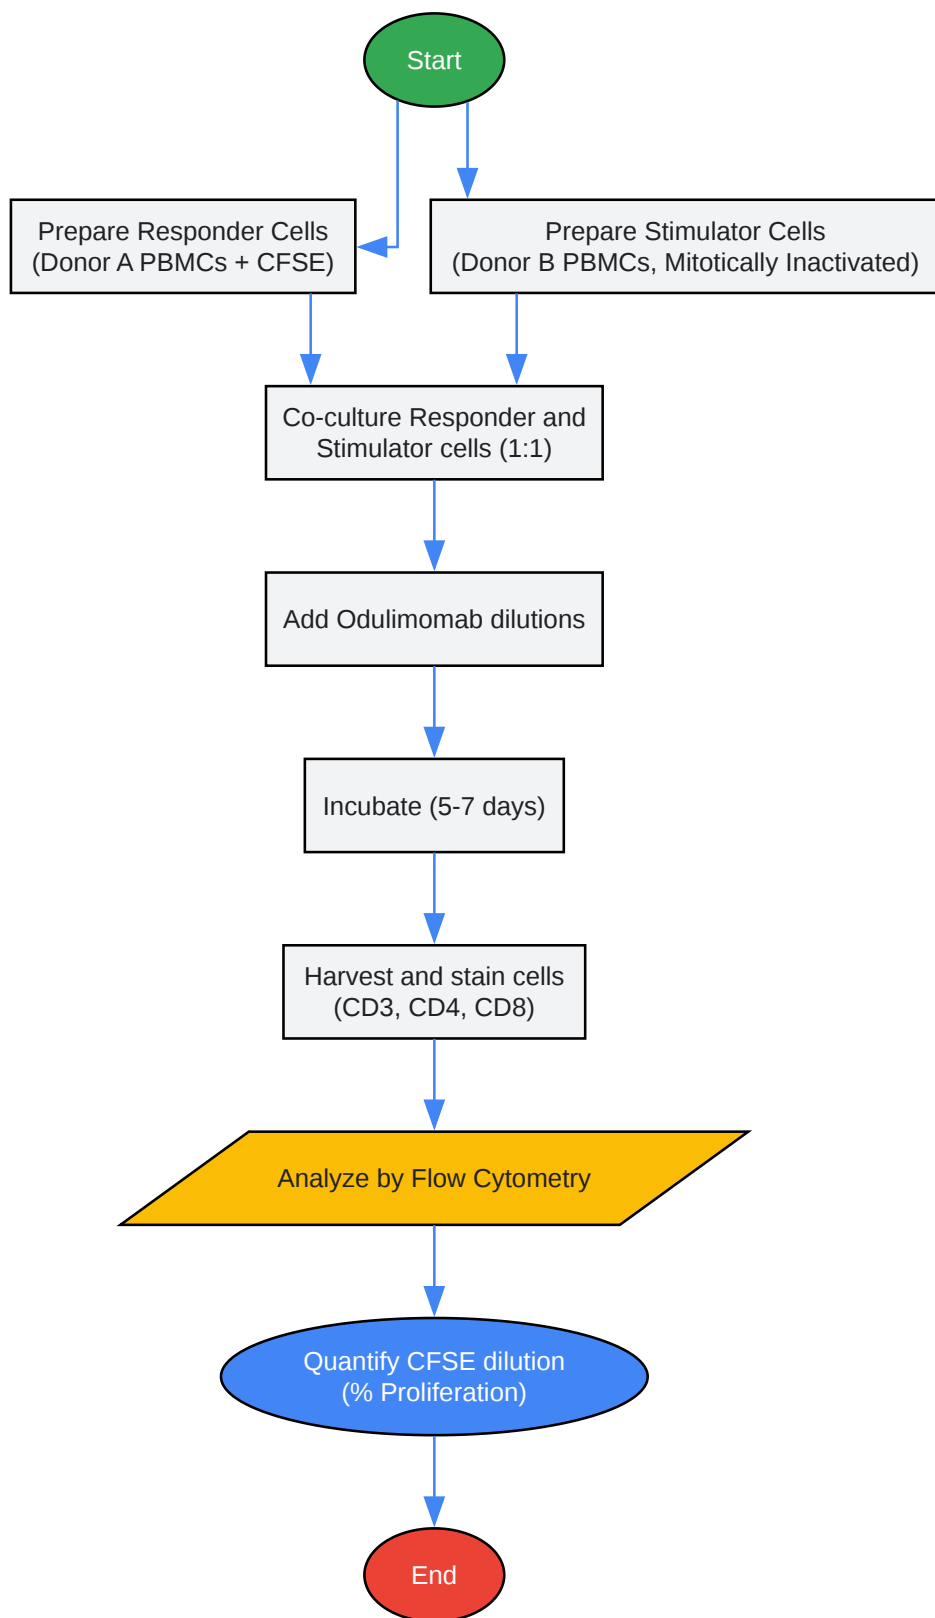 Start
Prepare Responder Cells
(Donor A PBMCs + CFSE)
Prepare Stimulator Cells
(Donor B PBMCs, Mitotically Inactivated)
Co-culture Responder and
Stimulator cells (1:1)
Add Odulimomab dilutions
Incubate (5-7 days)
Harvest and stain cells
(CD3, CD4, CD8)
Analyze by Flow Cytometry
Quantify CFSE dilution
(% Proliferation)
End